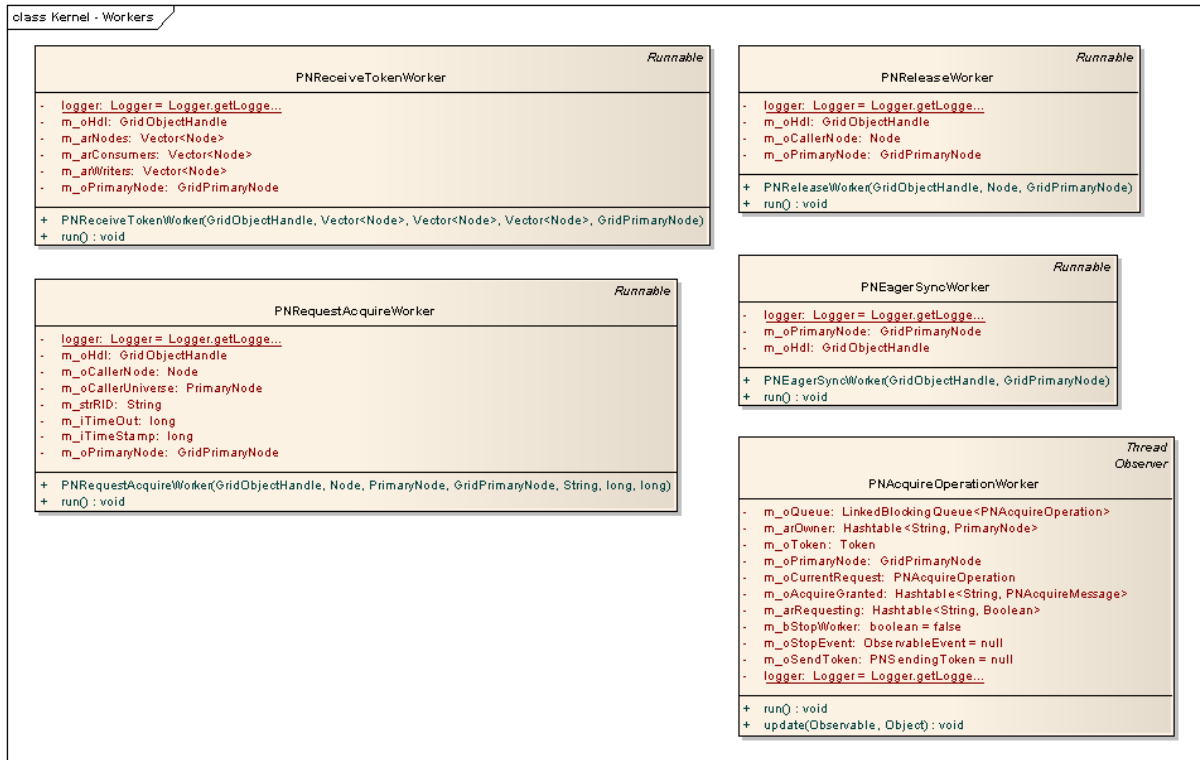 class Kernel - Workers
Runnable
PNReceiveTokenWorker
- logger: Logger = Logger.getLogge...
- m_oHdl: GridObjectHandle
- m_arNodes: Vector<Node>
- m_arConsumers: Vector<Node>
- m_arWriters: Vector<Node>
- m_oPrimaryNode: GridPrimaryNode
+ PNReceiveTokenWorker(GridObjectHandle, Vector<Node>, Vector<Node>, Vector<Node>, GridPrimaryNode)
+ run() : void
Runnable
PNRequestAcquireWorker
- logger: Logger = Logger.getLogge...
- m_oHdl: GridObjectHandle
- m_oCallerNode: Node
- m_oCallerUniverse: PrimaryNode
- m_strRID: String
- m_iTimeOut: long
- m_iTimeStamp: long
- m_oPrimaryNode: GridPrimaryNode
+ PNRequestAcquireWorker(GridObjectHandle, Node, PrimaryNode, GridPrimaryNode, String, long, long)
+ run() : void
Runnable
PNReleaseWorker
- logger: Logger = Logger.getLogge...
- m_oHdl: GridObjectHandle
- m_oCallerNode: Node
- m_oPrimaryNode: GridPrimaryNode
+ PNReleaseWorker(GridObjectHandle, Node, GridPrimaryNode)
+ run() : void
Runnable
PNEagerSyncWorker
- logger: Logger = Logger.getLogge...
- m_oPrimaryNode: GridPrimaryNode
- m_oHdl: GridObjectHandle
+ PNEagerSyncWorker(GridObjectHandle, GridPrimaryNode)
+ run() : void
Thread
Observer
PNAcquireOperationWorker
- m_oQueue: LinkedBlockingQueue<PNAcquireOperation>
- m_arOwner: Hashtable<String, PrimaryNode>
- m_oToken: Token
- m_oPrimaryNode: GridPrimaryNode
- m_oCurrentRequest: PNAcquireOperation
- m_oAcquireGranted: Hashtable<String, PNAcquireMessage>
- m_arRequesting: Hashtable<String, Boolean>
- m_bStopWorker: boolean = false
- m_oStopEvent: ObservableEvent = null
- m_oSendToken: PNSendingToken = null
- logger: Logger = Logger.getLogge...
+ run() : void
+ update(Observable, Object) : void